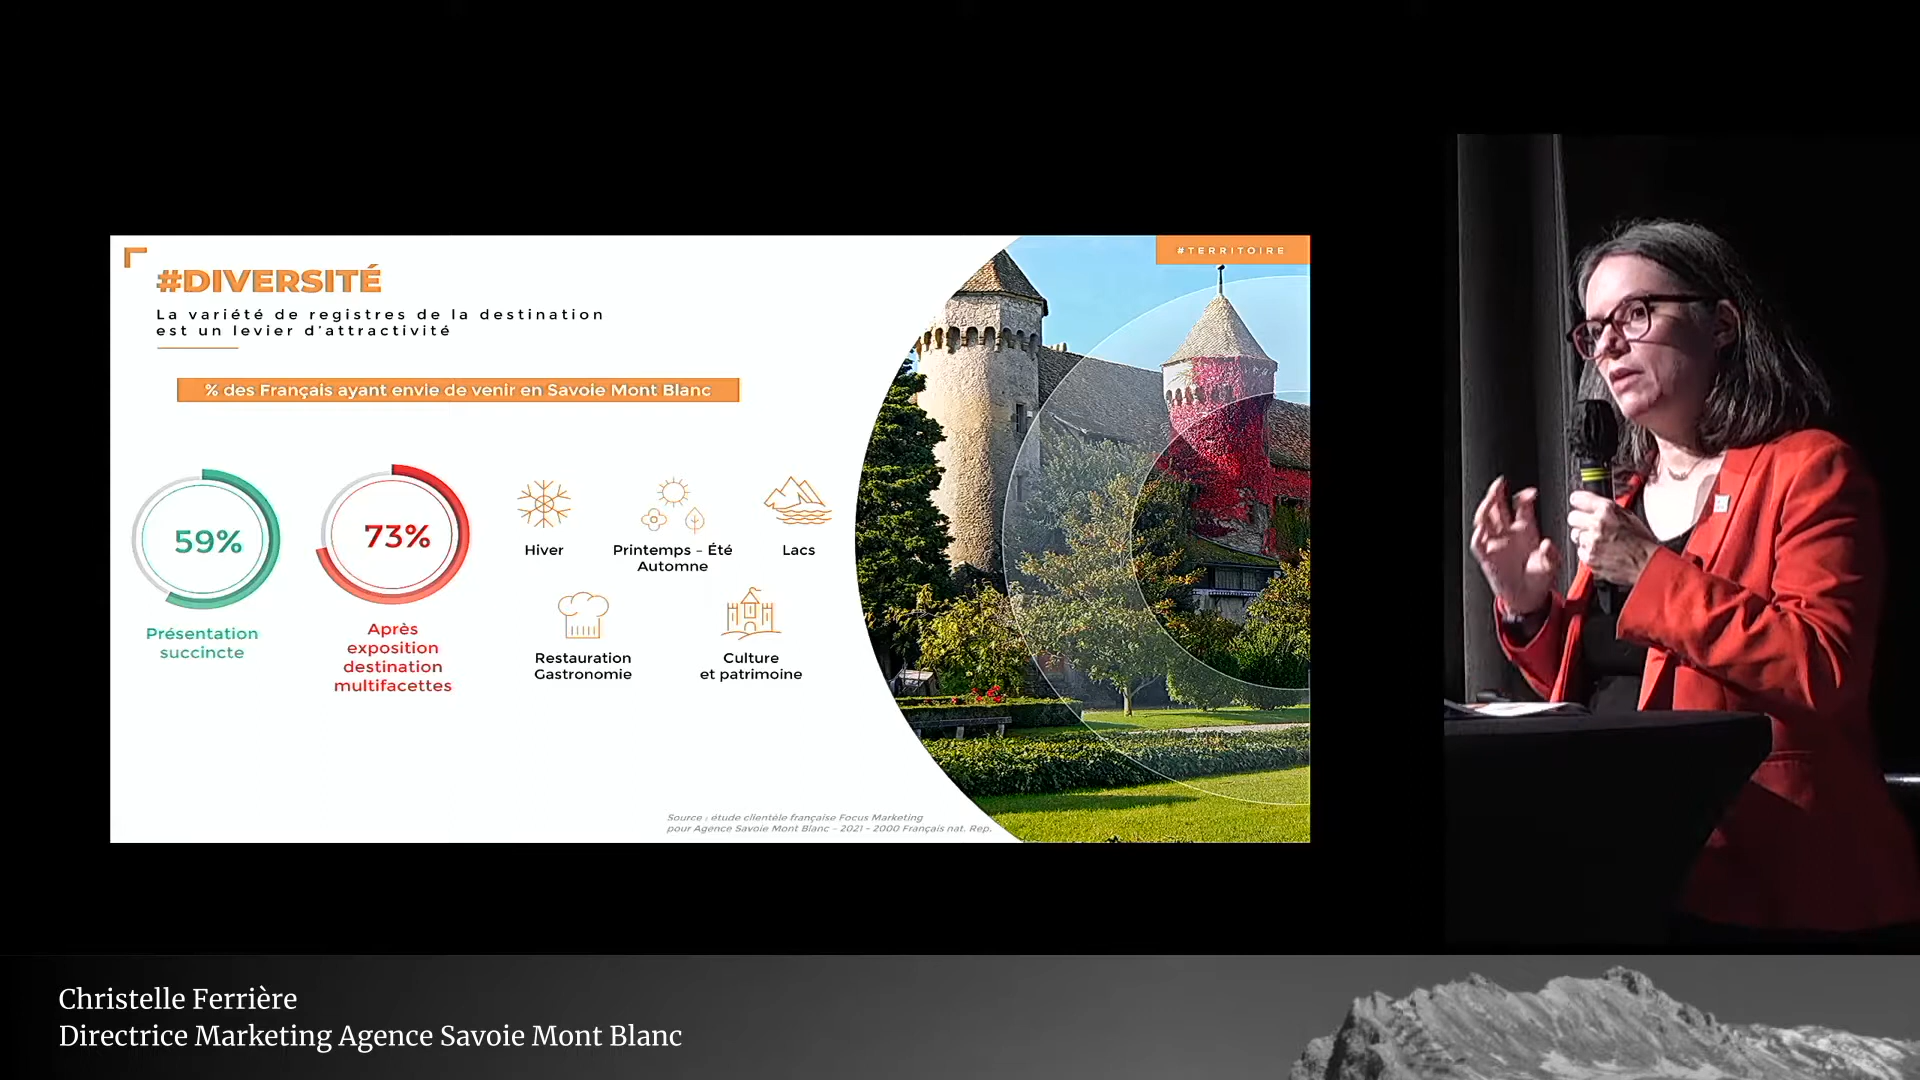 #TERRITOIRE
#DIVERSITÉ
La variété de registres de la destination
est un levier d'attractivité
% des Français ayant envie de venir en Savoie Mont Blanc
59%
Présentation
succincte
73%
Après
exposition
destination
multifacettes
Hiver
Printemps - Été
Automne
Lacs
Restauration
Gastronomie
Culture
et patrimoine
Source : étude clientèle française Focus Marketing
pour Agence Savoie Mont Blanc - 2021 - 2000 Français nat. Rep.
Christelle Ferrière
Directrice Marketing Agence Savoie Mont Blanc